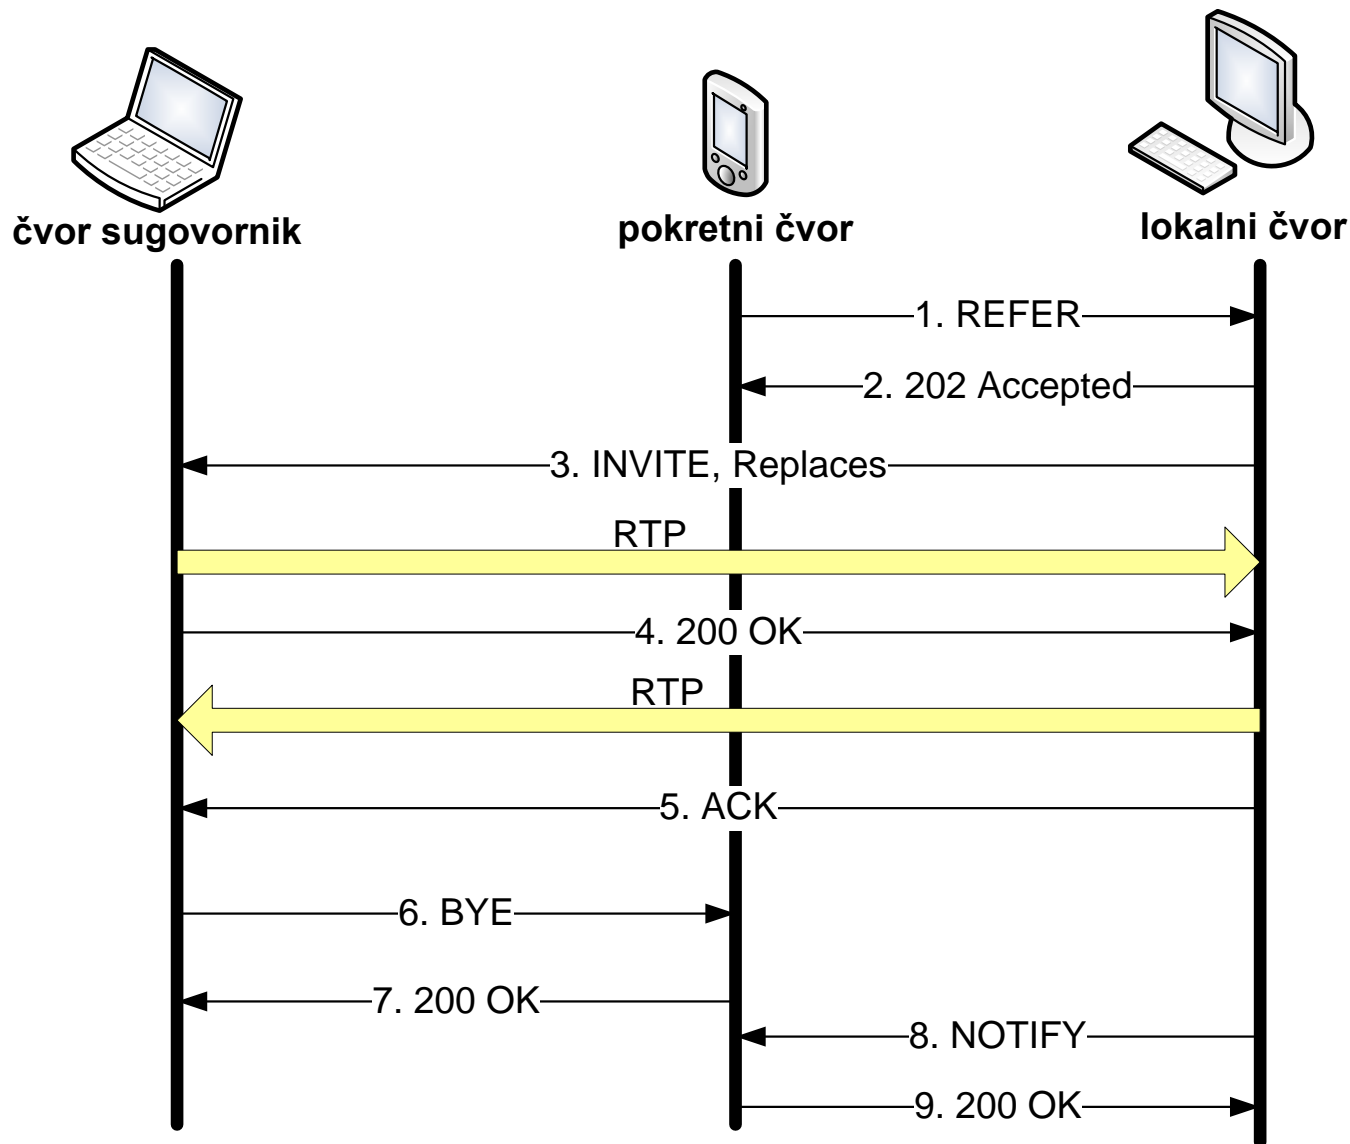 čvor sugovornik
pokretni čvor
lokalni čvor
1. REFER
2. 202 Accepted
3. INVITE, Replaces
RTP
4. 200 OK
RTP
5. ACK
6. BYE
7. 200 OK
8. NOTIFY
9. 200 OK